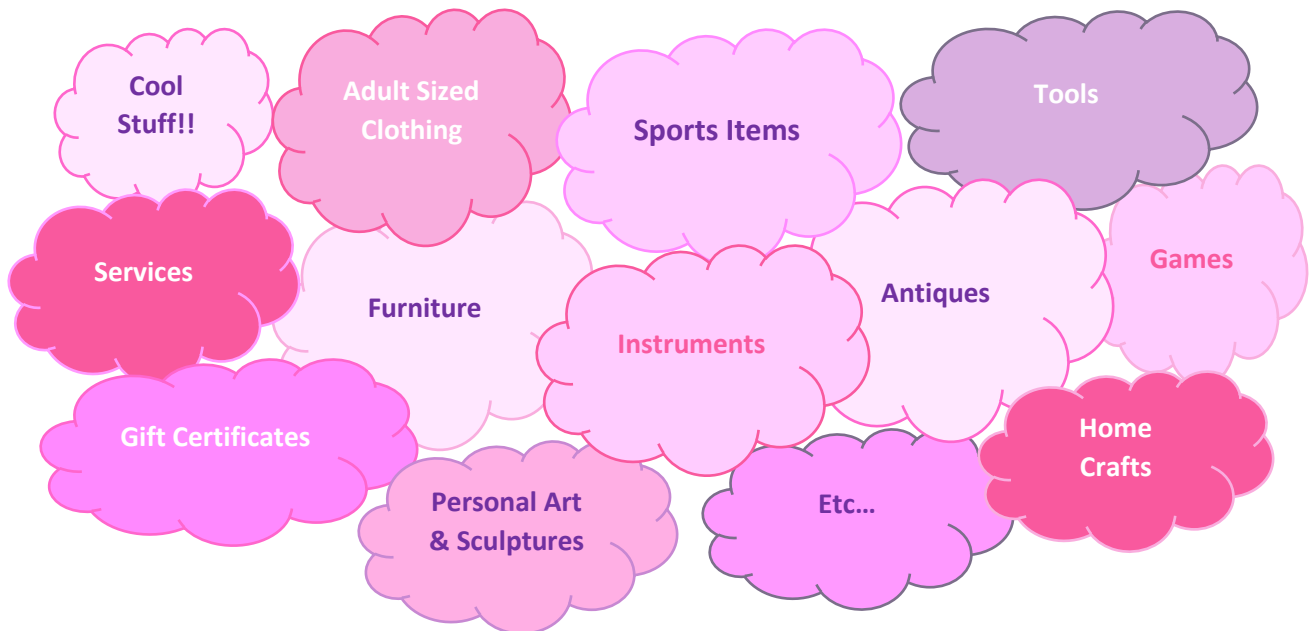 Cool
Stuff!!
Adult Sized
Clothing
Sports Items
Tools
Services
Furniture
Instruments
Antiques
Games
Gift Certificates
Personal Art
& Sculptures
Etc…
Home
Crafts